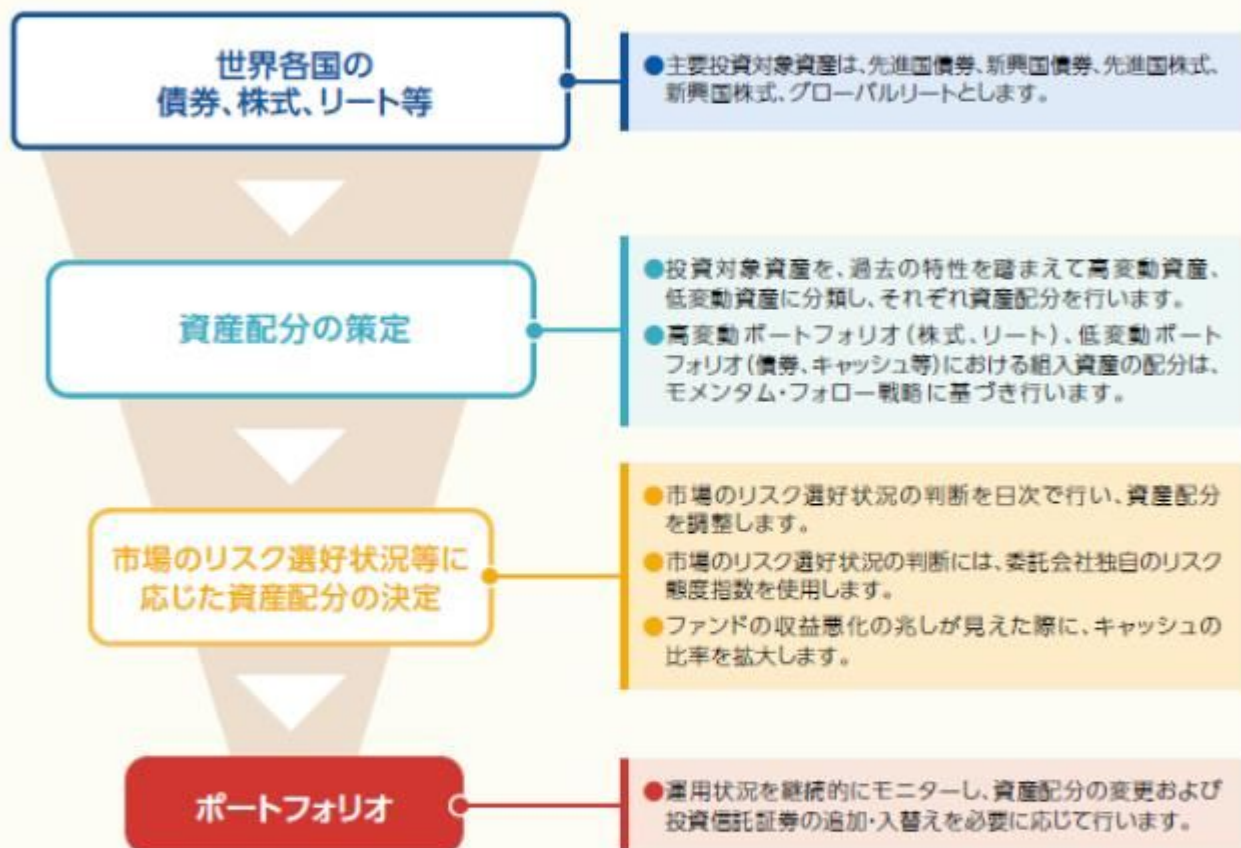 世界各国の
債券、株式、リート等
●主要投資対象資産は、先進国債券、新興国債券、先進国株式、
新興国株式、グローバルリートとします。
資産配分の策定
●投資対象資産を、過去の特性を踏まえて高変動資産、
低変動資産に分類し、それぞれ資産配分を行います。
●高変動ポートフォリオ(株式、リート)、低変動ポート
フォリオ(債券、キャッシュ等)における組入資産の配分は、
モメンタム・フォロー戦略に基づき行います。
市場のリスク選好状況等に
応じた資産配分の決定
●市場のリスク選好状況の判断を日次で行い、資産配分
を調整します。
●市場のリスク選好状況の判断には、委託会社独自のリスク
態度指数を使用します。
●ファンドの収益悪化の兆しが見えた際に、キャッシュの
比率を拡大します。
ポートフォリオ
●運用状況を継続的にモニターし、資産配分の変更および
投資信託証券の追加・入替えを必要に応じて行います。